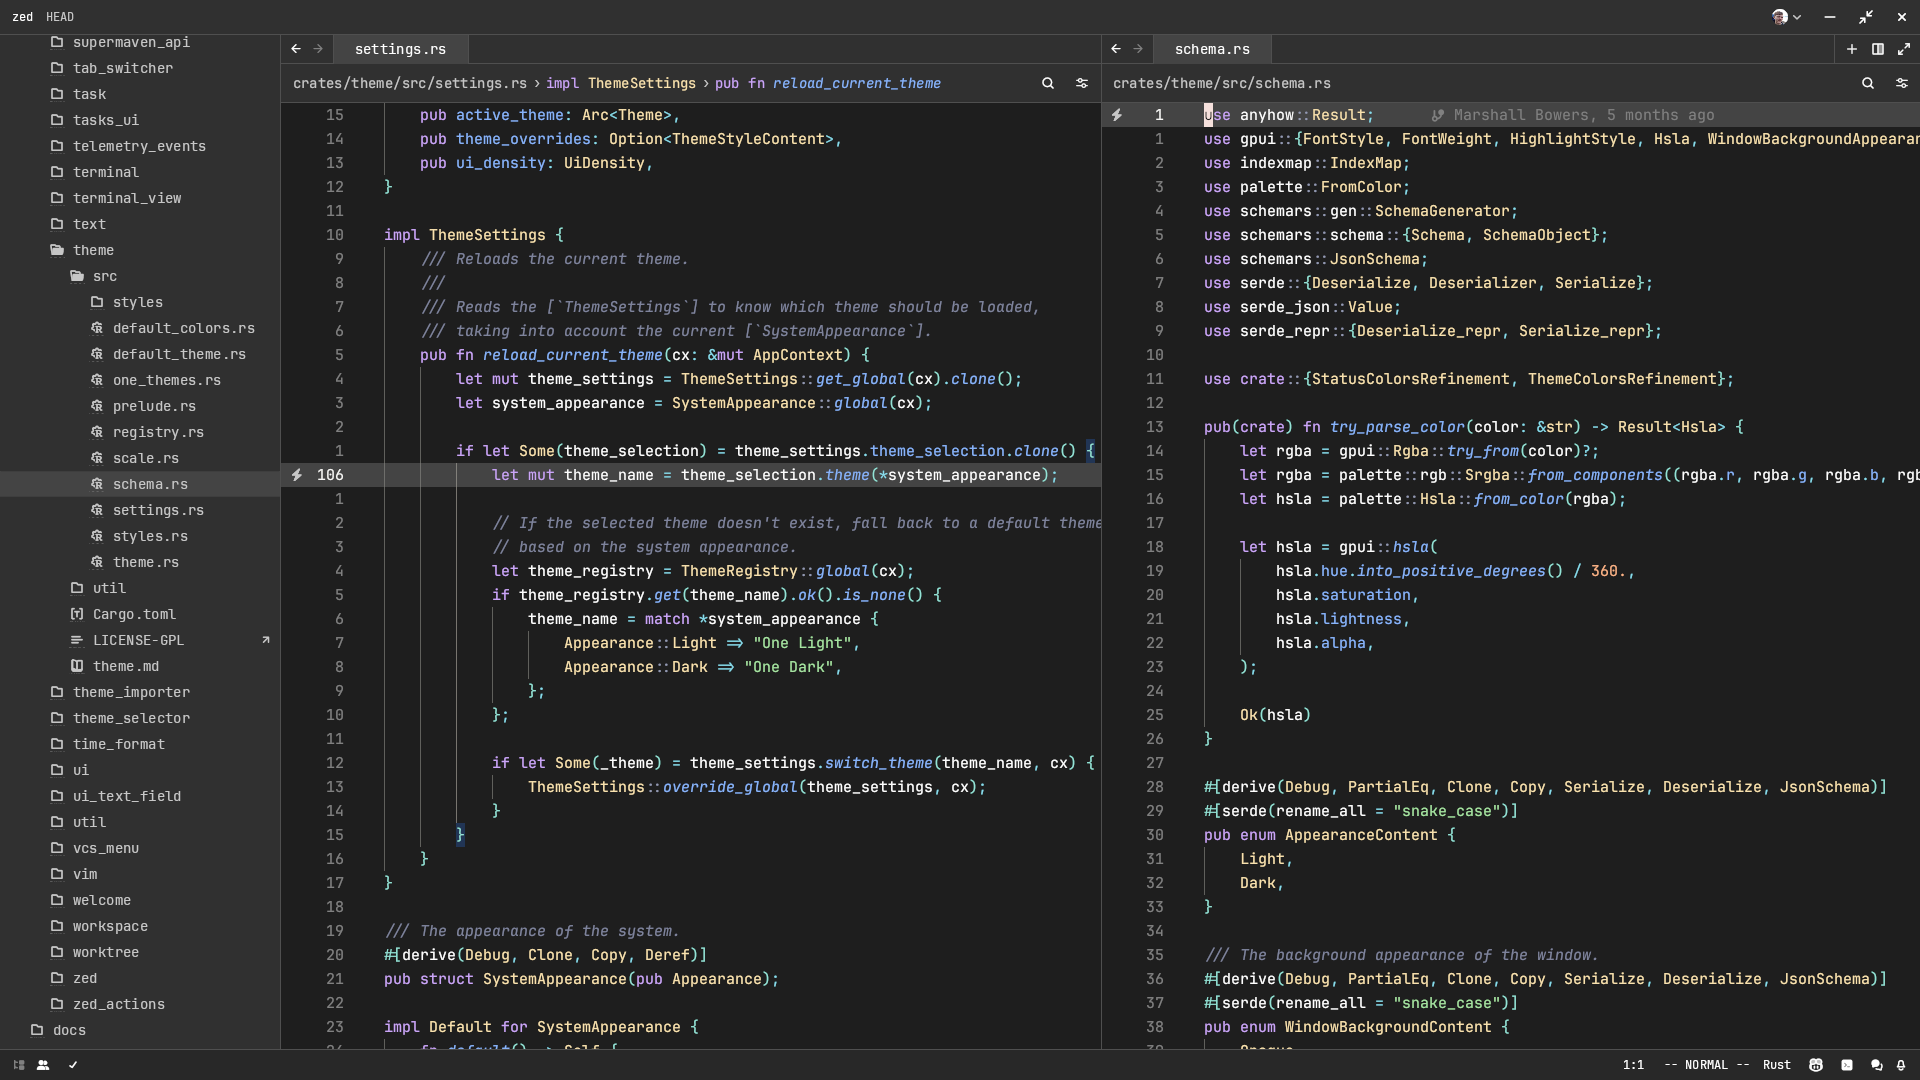 zed HEAD
supermaven_api
tab_switcher
task
tasks_ui
telemetry_events
terminal
terminal_view
text
theme
src
styles
default_colors.rs
default_theme.rs
one_themes.rs
prelude.rs
registry.rs
scale.rs
schema.rs
settings.rs
styles.rs
theme.rs
util
Cargo.toml
LICENSE-GPL
theme.md
theme_importer
theme_selector
time_format
ui
ui_text_field
util
vcs_menu
vim
welcome
workspace
worktree
zed
zed_actions
docs
settings.rs
crates/theme/src/settings.rs › impl ThemeSettings › pub fn reload_current_theme
15 pub active_theme: Arc<Theme>,
14 pub theme_overrides: Option<ThemeStyleContent>,
13 pub ui_density: UiDensity,
12 }
11
10 impl ThemeSettings {
9 /// Reloads the current theme.
8 ///
7 /// Reads the [`ThemeSettings`] to know which theme should be loaded,
6 /// taking into account the current [`SystemAppearance`].
5 pub fn reload_current_theme(cx: &mut AppContext) {
4 let mut theme_settings = ThemeSettings::get_global(cx).clone();
3 let system_appearance = SystemAppearance::global(cx);
2
1 if let Some(theme_selection) = theme_settings.theme_selection.clone() {
106 let mut theme_name = theme_selection.theme(*system_appearance);
1
2 // If the selected theme doesn't exist, fall back to a default theme
3 // based on the system appearance.
4 let theme_registry = ThemeRegistry::global(cx);
5 if theme_registry.get(theme_name).ok().is_none() {
6 theme_name = match *system_appearance {
7 Appearance::Light => "One Light",
8 Appearance::Dark => "One Dark",
9 };
10 };
11
12 if let Some(_theme) = theme_settings.switch_theme(theme_name, cx) {
13 ThemeSettings::override_global(theme_settings, cx);
14 }
15 }
16 }
17 }
18
19 /// The appearance of the system.
20 #[derive(Debug, Clone, Copy, Deref)]
21 pub struct SystemAppearance(pub Appearance);
22
23 impl Default for SystemAppearance {
24 fn default() -> Self {
schema.rs
crates/theme/src/schema.rs
1 use anyhow::Result; Marshall Bowers, 5 months ago
1 use gpui::{FontStyle, FontWeight, HighlightStyle, Hsla, WindowBackgroundAppearan
2 use indexmap::IndexMap;
3 use palette::FromColor;
4 use schemars::gen::SchemaGenerator;
5 use schemars::schema::{Schema, SchemaObject};
6 use schemars::JsonSchema;
7 use serde::{Deserialize, Deserializer, Serialize};
8 use serde_json::Value;
9 use serde_repr::{Deserialize_repr, Serialize_repr};
10
11 use crate::{StatusColorsRefinement, ThemeColorsRefinement};
12
13 pub(crate) fn try_parse_color(color: &str) -> Result<Hsla> {
14 let rgba = gpui::Rgba::try_from(color)?;
15 let rgba = palette::rgb::Srgba::from_components((rgba.r, rgba.g, rgba.b, rgb
16 let hsla = palette::Hsla::from_color(rgba);
17
18 let hsla = gpui::hsla(
19 hsla.hue.into_positive_degrees() / 360.,
20 hsla.saturation,
21 hsla.lightness,
22 hsla.alpha,
23 );
24
25 Ok(hsla)
26 }
27
28 #[derive(Debug, PartialEq, Clone, Copy, Serialize, Deserialize, JsonSchema)]
29 #[serde(rename_all = "snake_case")]
30 pub enum AppearanceContent {
31 Light,
32 Dark,
33 }
34
35 /// The background appearance of the window.
36 #[derive(Debug, PartialEq, Clone, Copy, Serialize, Deserialize, JsonSchema)]
37 #[serde(rename_all = "snake_case")]
38 pub enum WindowBackgroundContent {
39 Opaque
1:1 -- NORMAL -- Rust